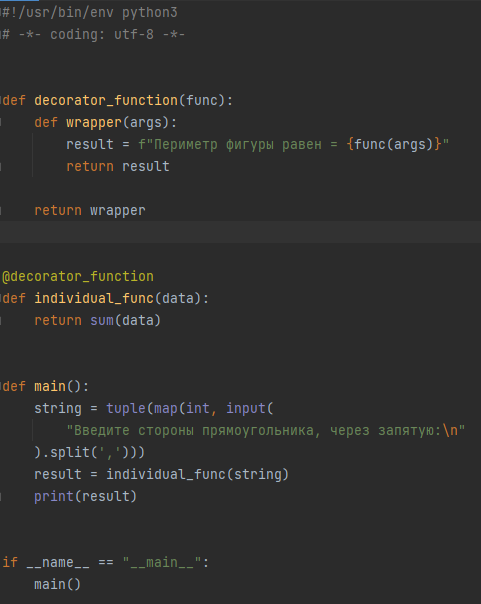 #!/usr/bin/env python3
# -*- coding: utf-8 -*-
def decorator_function(func):
    def wrapper(args):
        result = f"Периметр фигуры равен = {func(args)}"
        return result
    return wrapper
@decorator_function
def individual_func(data):
    return sum(data)
def main():
    string = tuple(map(int, input(
        "Введите стороны прямоугольника, через запятую:\n"
    ).split(',')))
    result = individual_func(string)
    print(result)
if __name__ == "__main__":
    main()